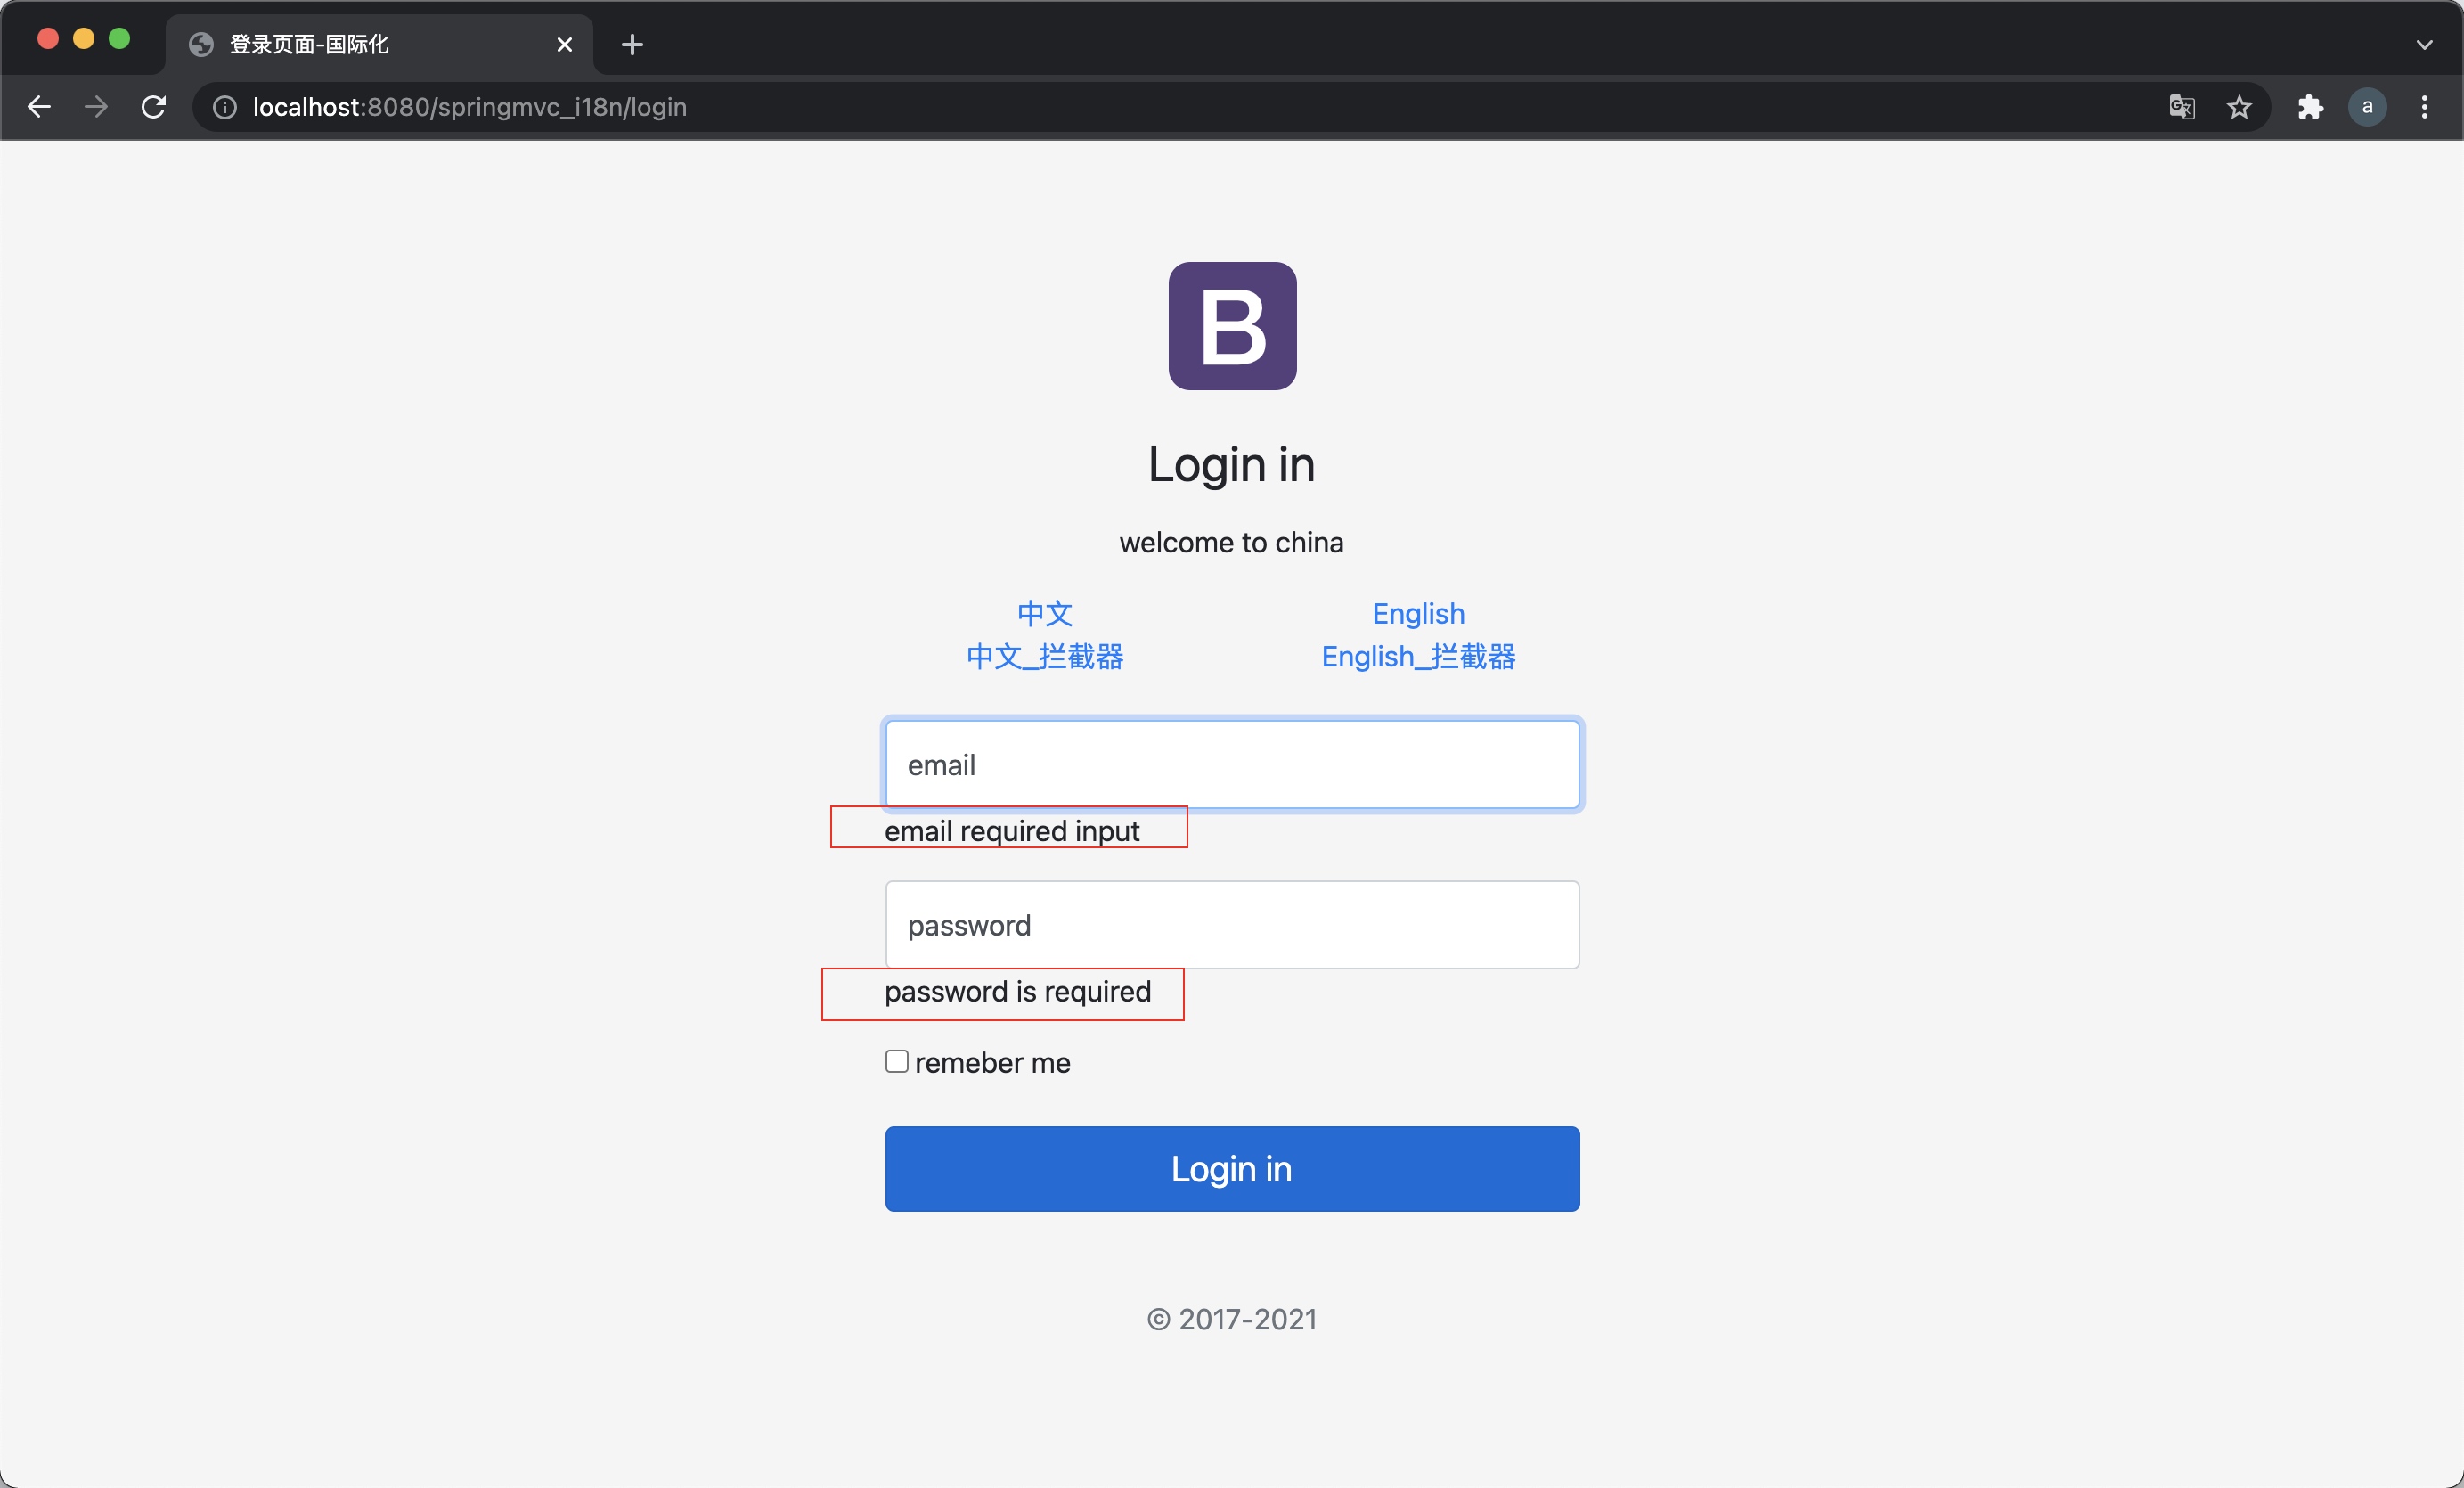 登录页面-国际化
localhost:8080/springmvc_i18n/login
a
B
Login in
welcome to china
中文 English
中文_拦截器 English_拦截器
email
email required input
password
password is required
remeber me
Login in
© 2017-2021